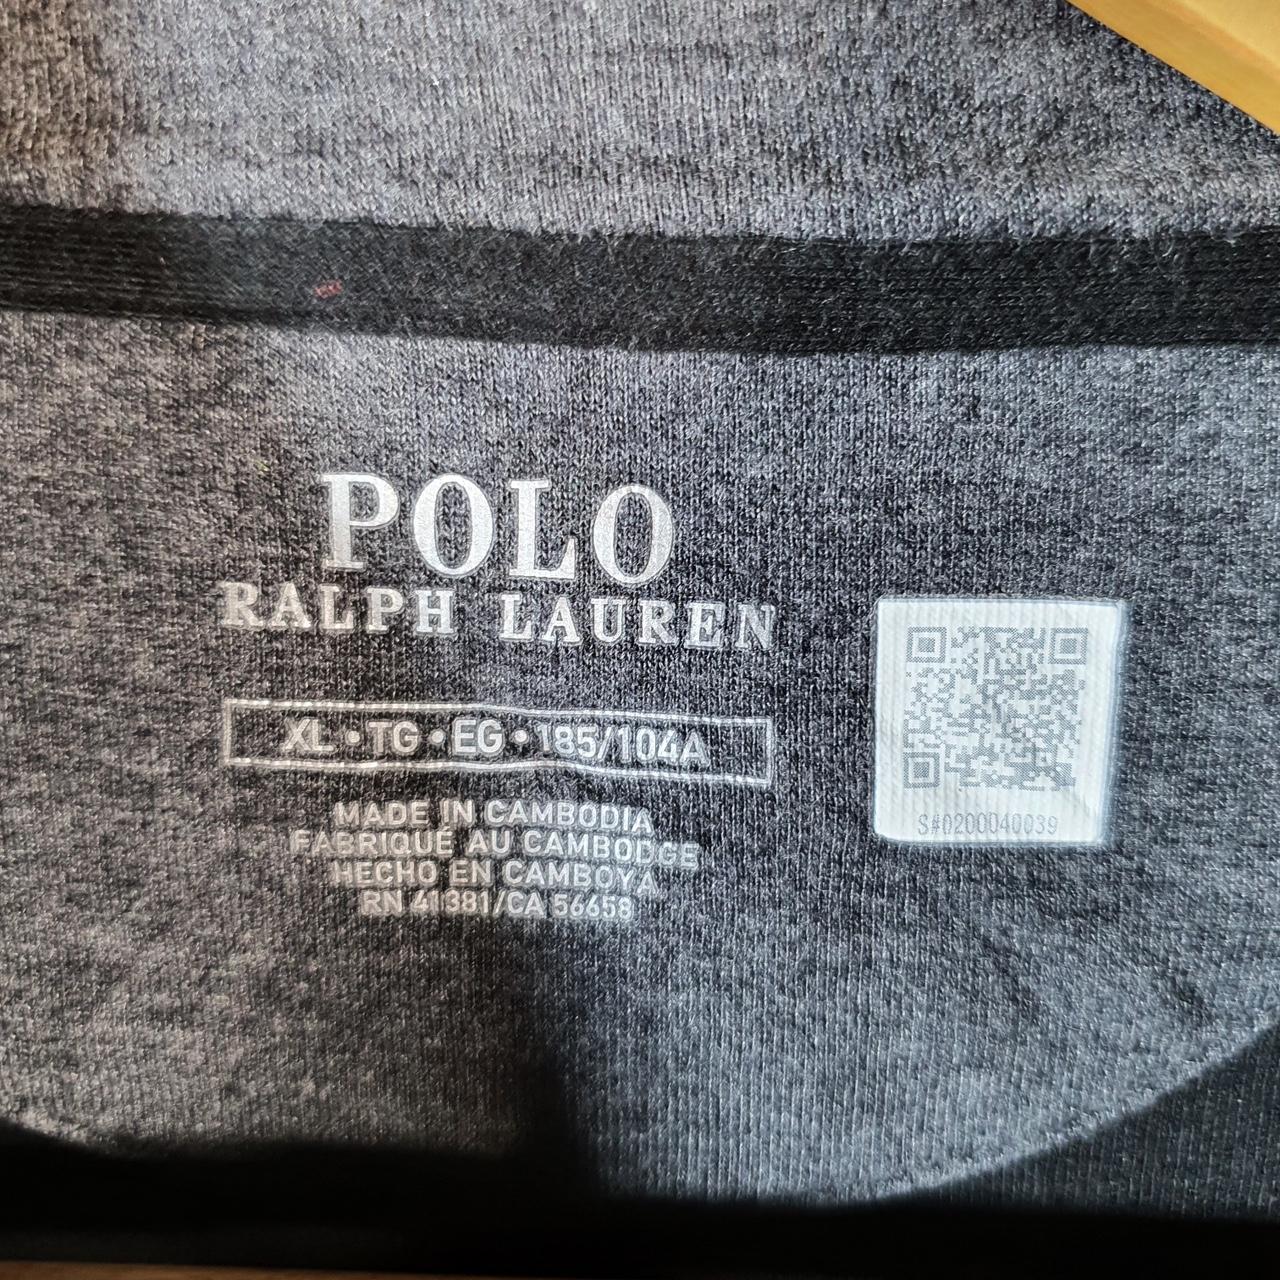 POLO
RALPH LAUREN
XL • TG • EG • 185/104A
MADE IN CAMBODIA
FABRIQUÉ AU CAMBODGE
HECHO EN CAMBOYA
RN 41381/CA 56658
S#0200040039